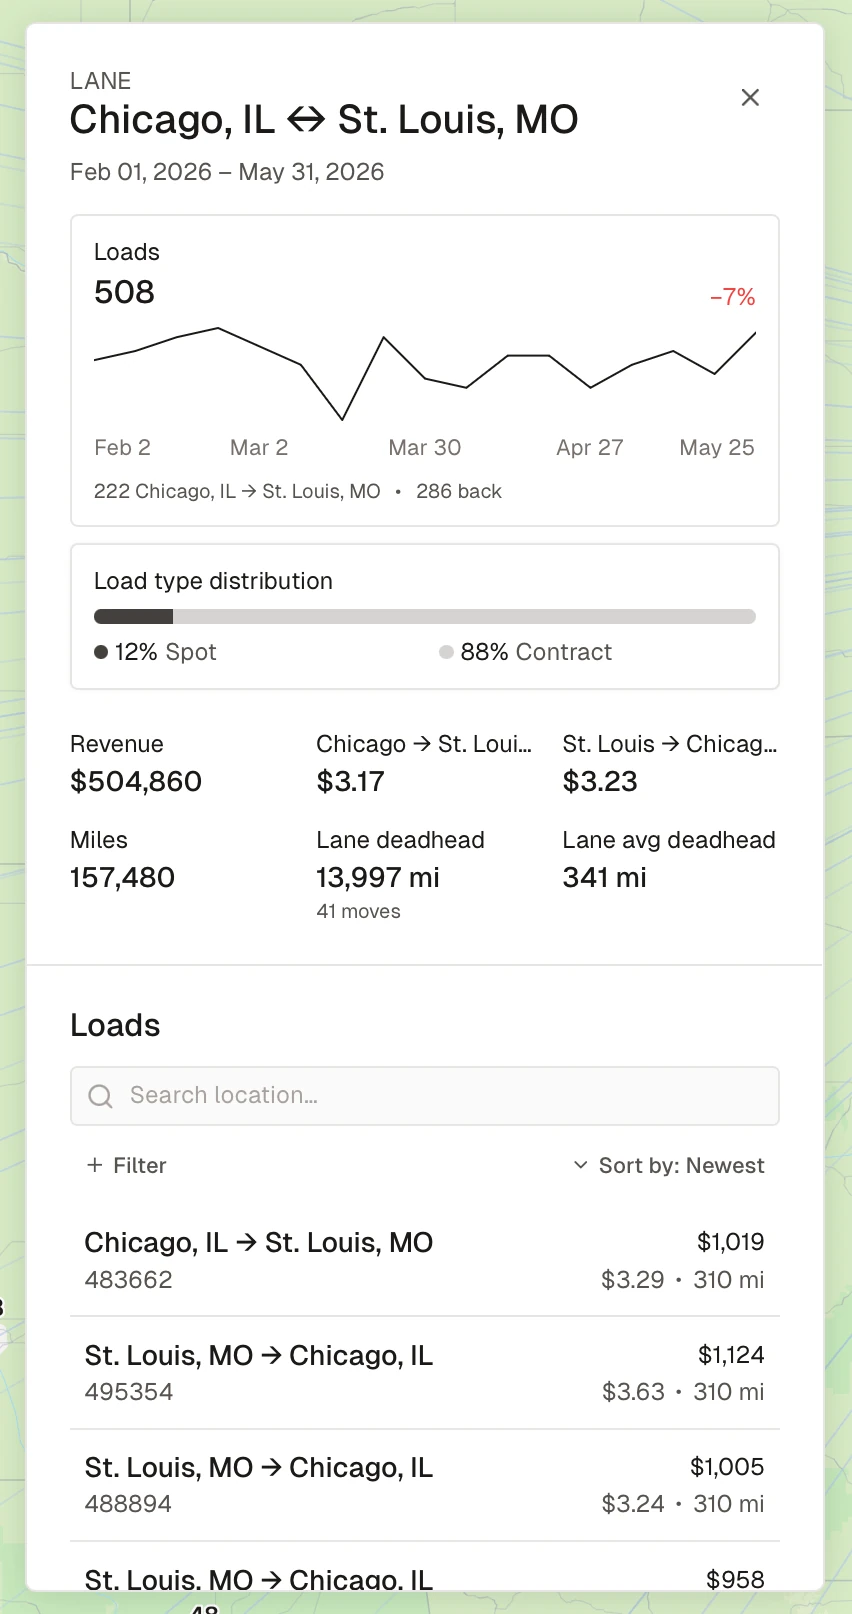 LANE
Chicago, IL ↔ St. Louis, MO
Feb 01, 2026 – May 31, 2026
Loads
508
−7%
Feb 2 Mar 2 Mar 30 Apr 27 May 25
222 Chicago, IL → St. Louis, MO • 286 back
Load type distribution
12% Spot 88% Contract
Revenue Chicago → St. Loui... St. Louis → Chicag...
$504,860 $3.17 $3.23
Miles Lane deadhead Lane avg deadhead
157,480 13,997 mi 341 mi
41 moves
Loads
Search location...
+ Filter Sort by: Newest
Chicago, IL → St. Louis, MO $1,019
483662 $3.29 • 310 mi
St. Louis, MO → Chicago, IL $1,124
495354 $3.63 • 310 mi
St. Louis, MO → Chicago, IL $1,005
488894 $3.24 • 310 mi
St. Louis, MO → Chicago, IL $958